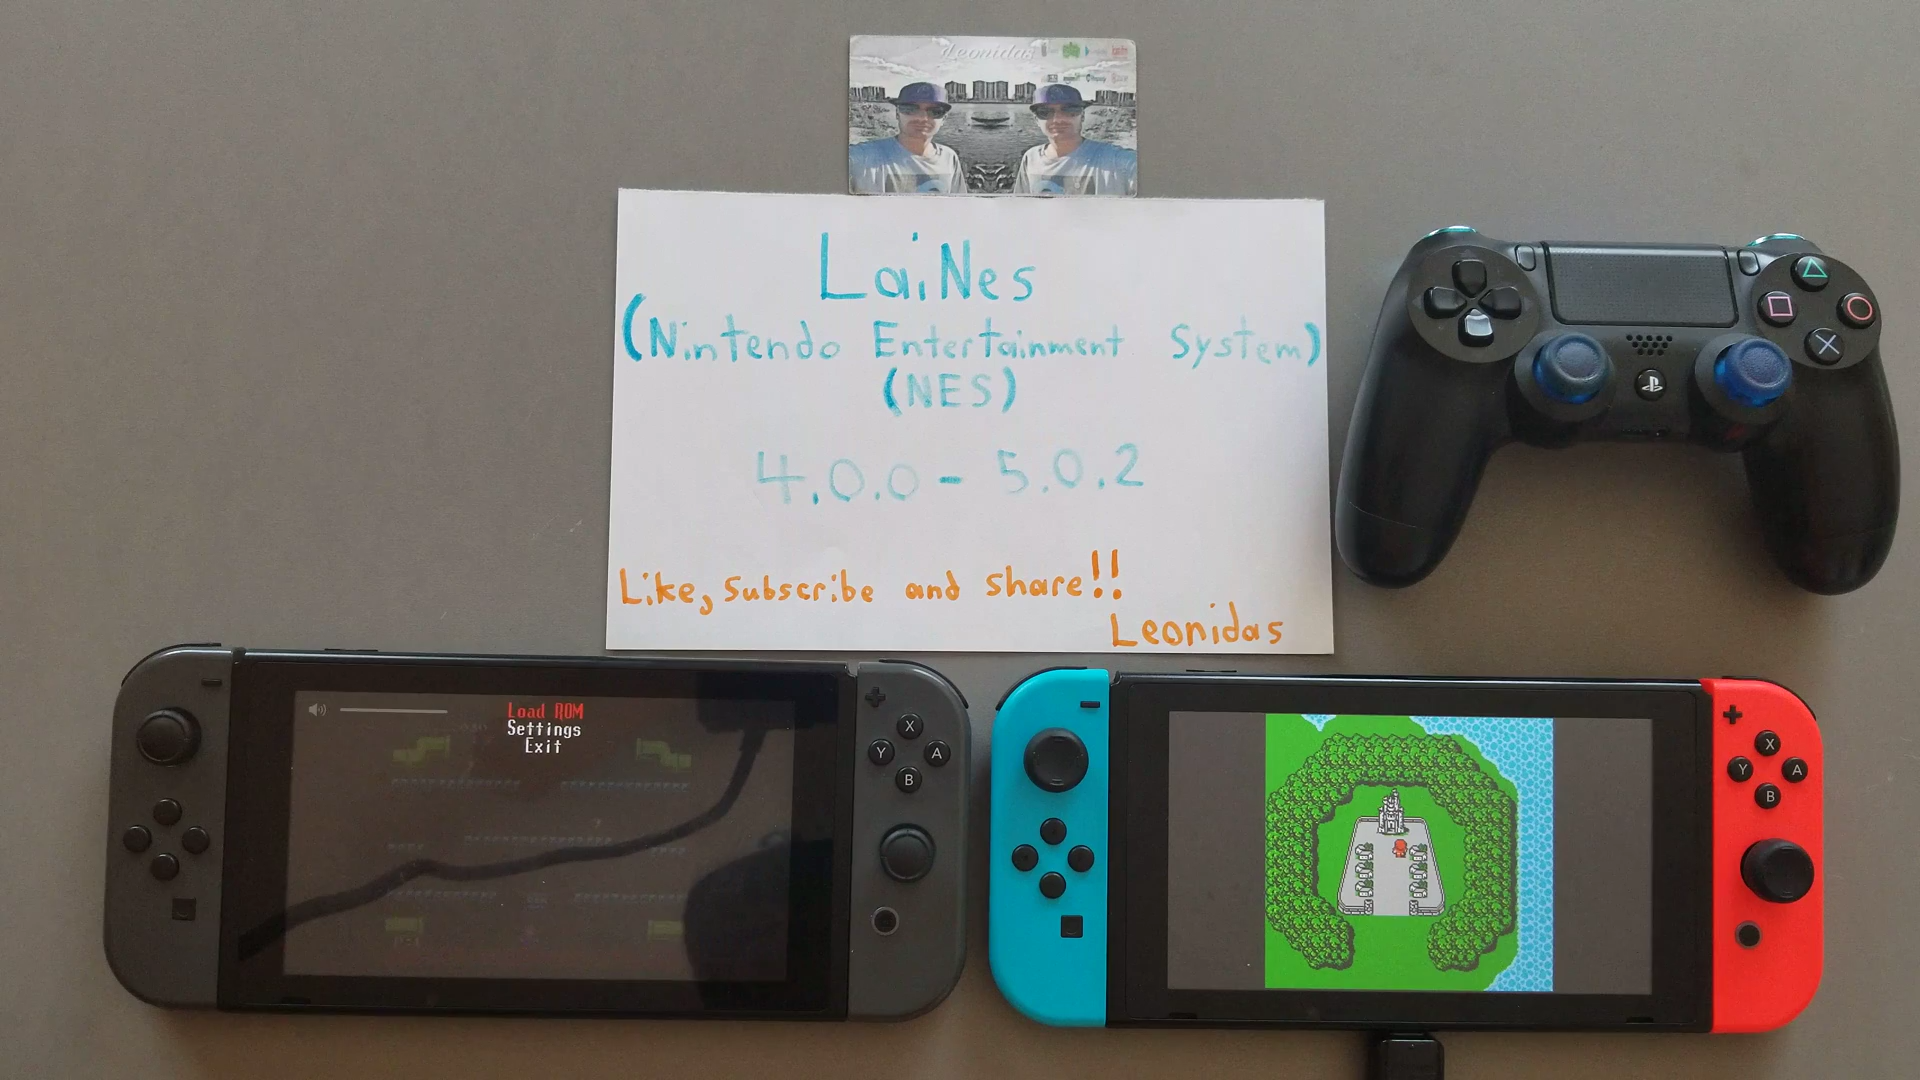 Leonidas
LaiNes
(Nintendo Entertainment System)
(NES)
4.0.0 - 5.0.2
Like, Subscribe and share!!
Leonidas
Load ROM
Settings
Exit
X
Y A
B
X
Y A
B